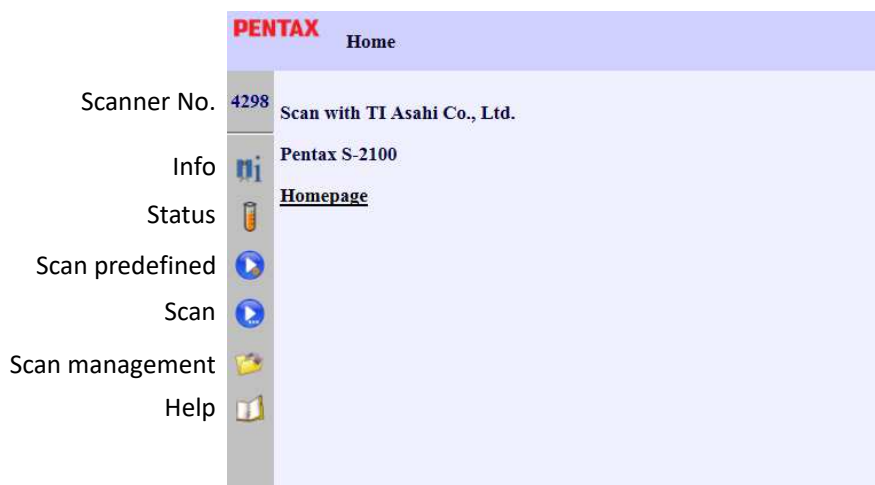 PENTAX
Home
Scanner No.
4298
Scan with TI Asahi Co., Ltd.
Info
Pentax S-2100
Status
Homepage
Scan predefined
Scan
Scan management
Help